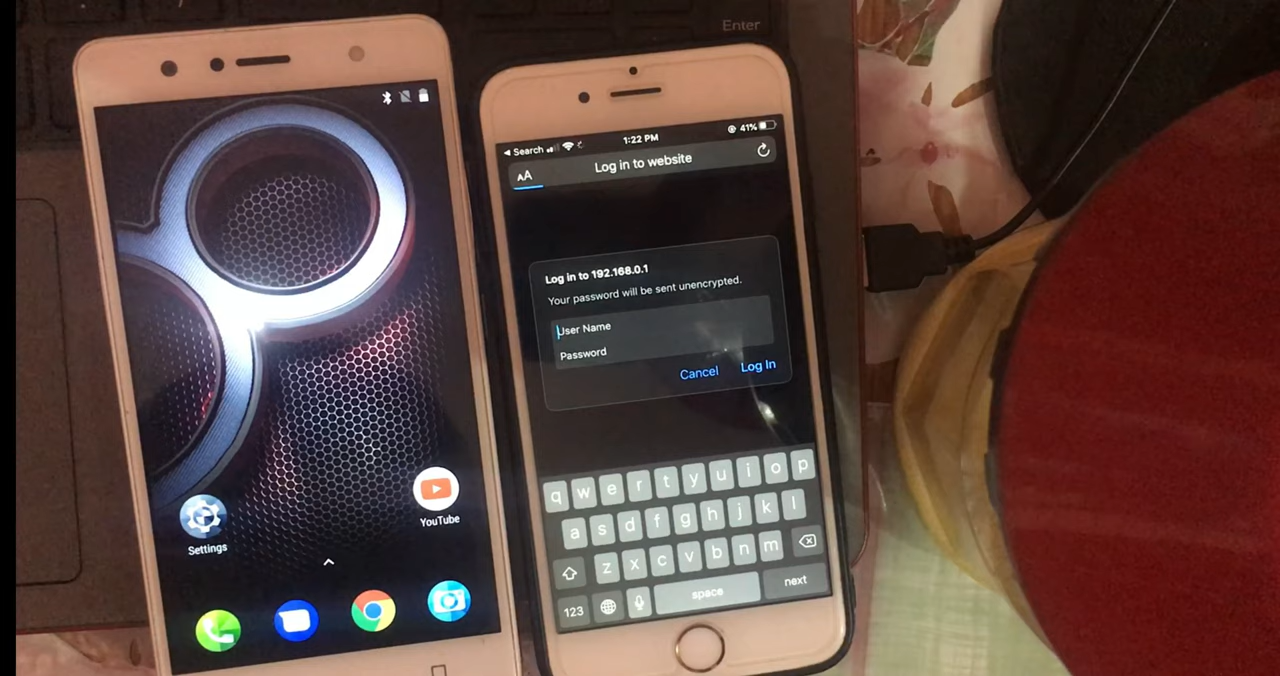 Enter
Search
1:22 PM
41%
AA
Log in to website
Log in to 192.168.0.1
Your password will be sent unencrypted.
User Name
Password
Cancel
Log In
q w e r t y u i o p
a s d f g h j k l
z x c v b n m
123
space
next
Settings
YouTube